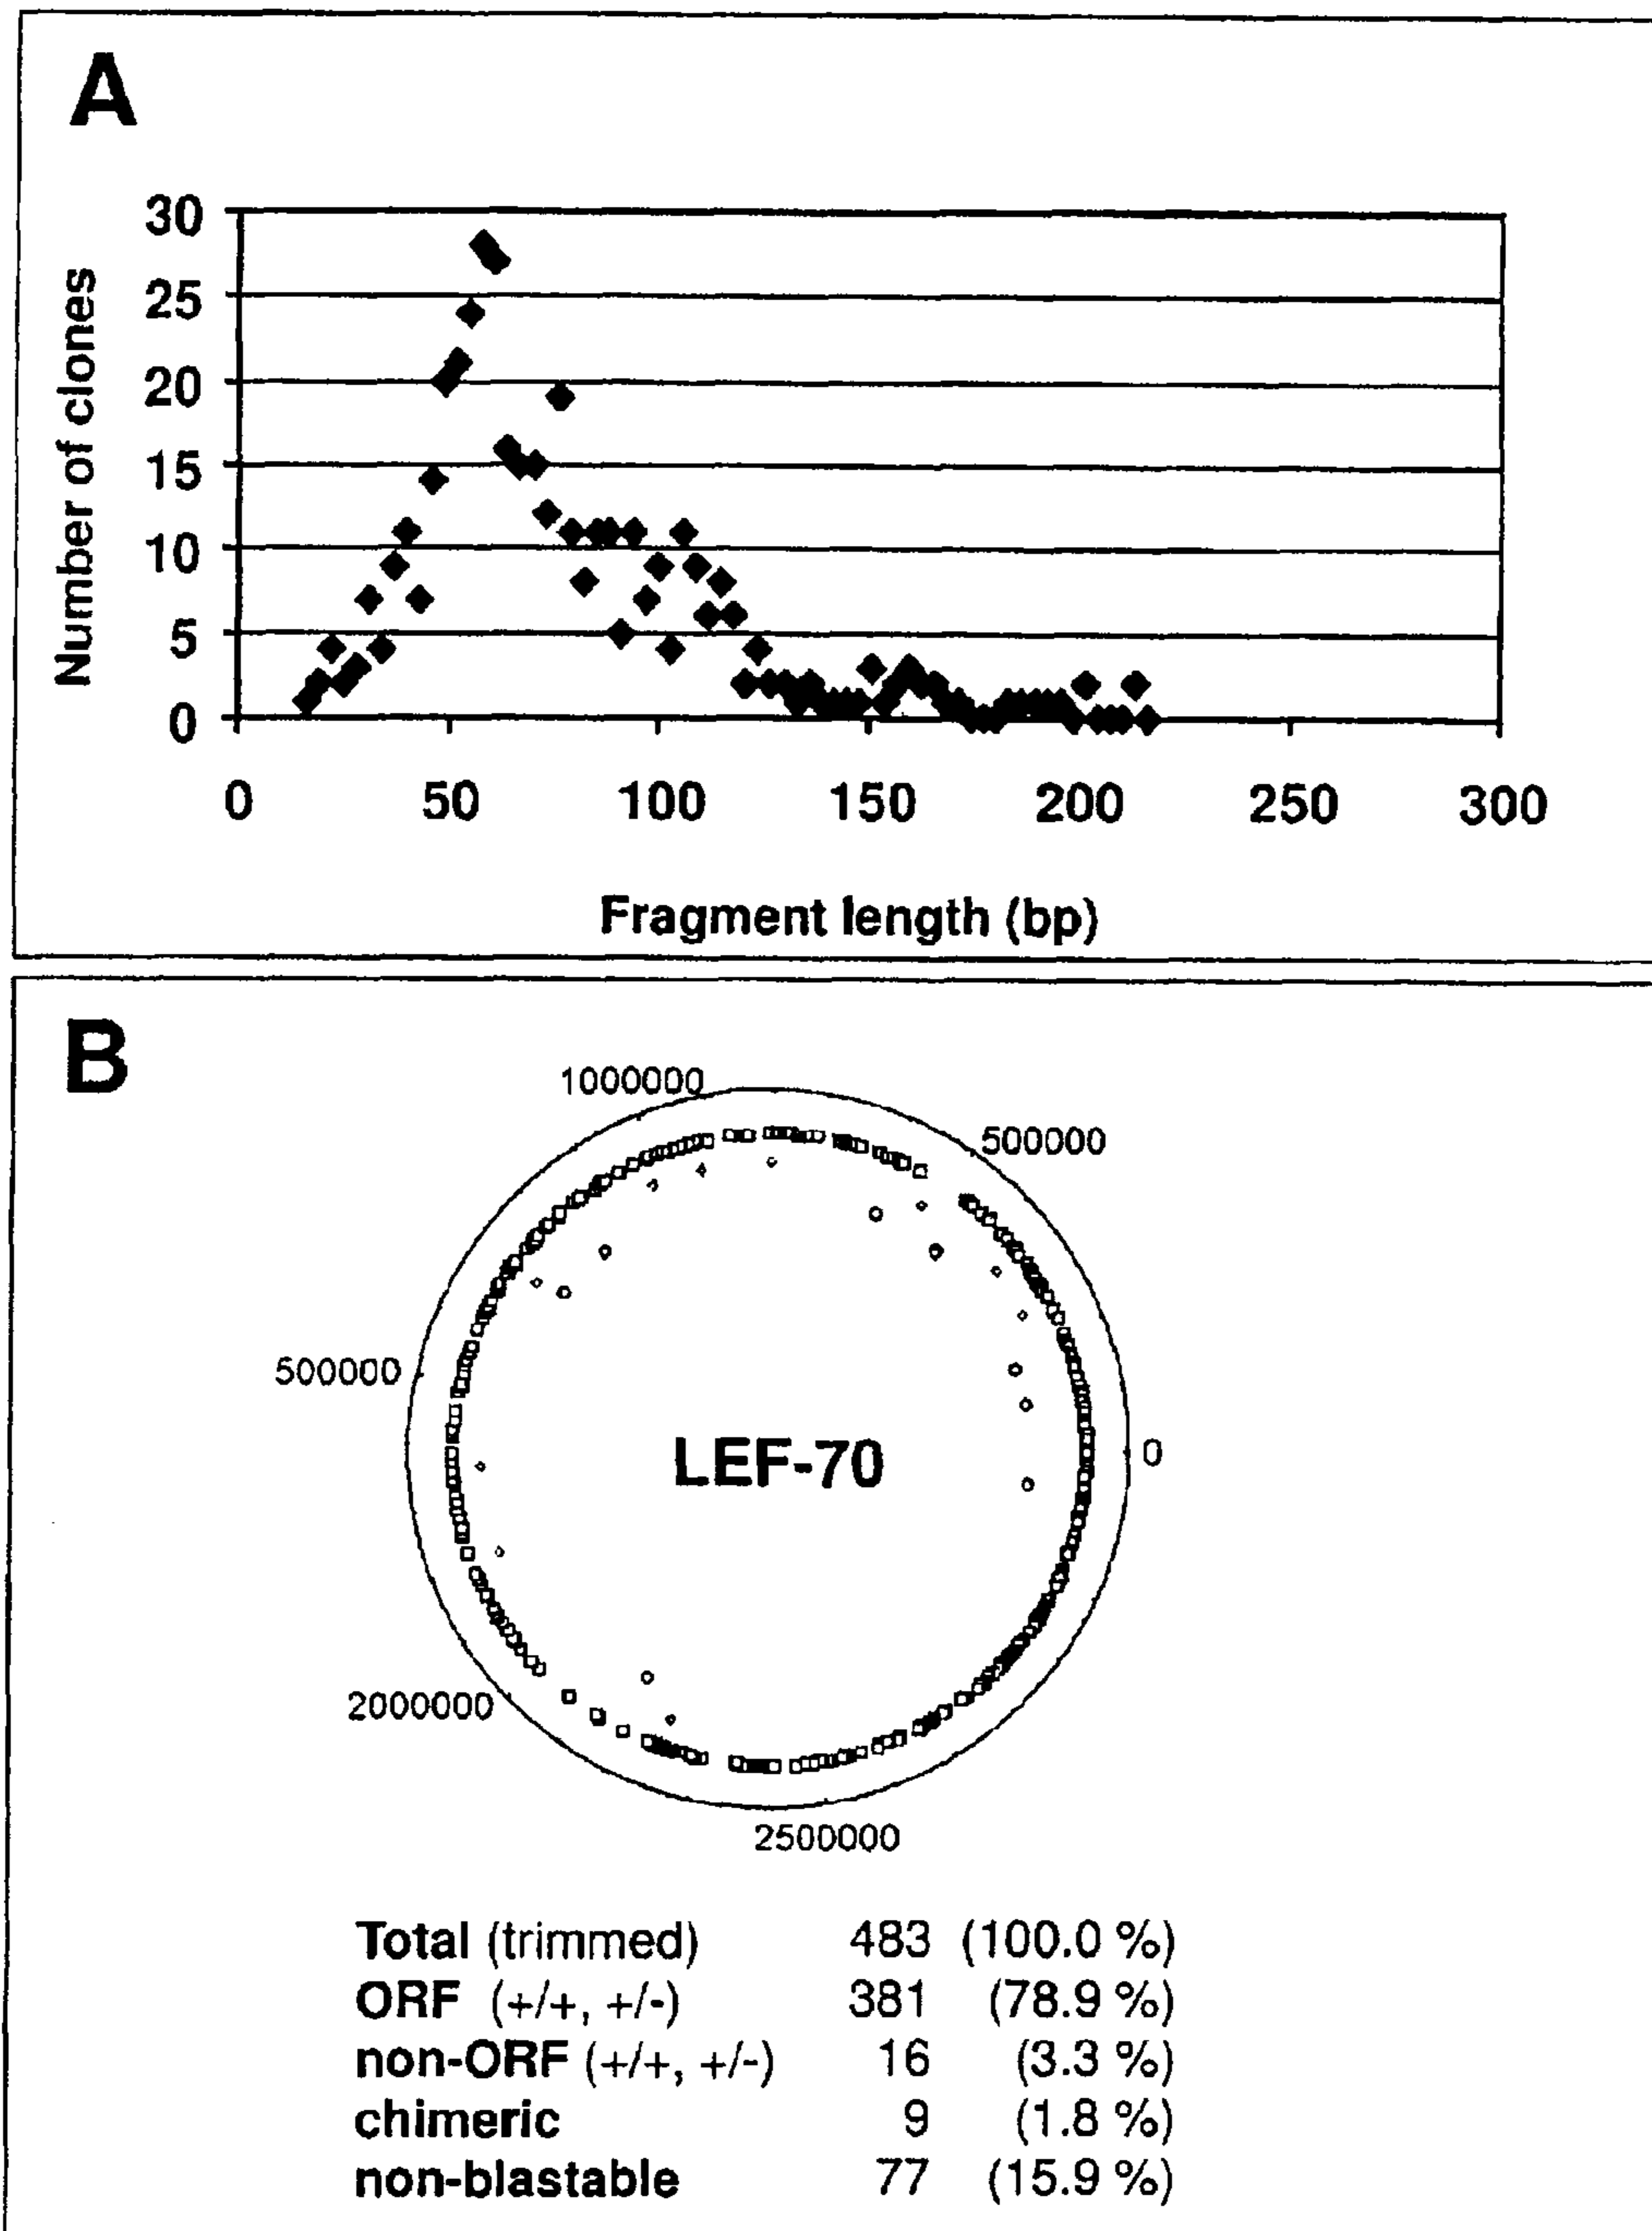 A
Number of clones
30
25
20
15
10
5
0
0 50 100 150 200 250 300
Fragment length (bp)
B
1000000
500000
500000
LEF-70
0
2000000
2500000
Total (trimmed) 483 (100.0 %)
ORF (+/+, +/-) 381 (78.9 %)
non-ORF (+/+, +/-) 16 (3.3 %)
chimeric 9 (1.8 %)
non-blastable 77 (15.9 %)